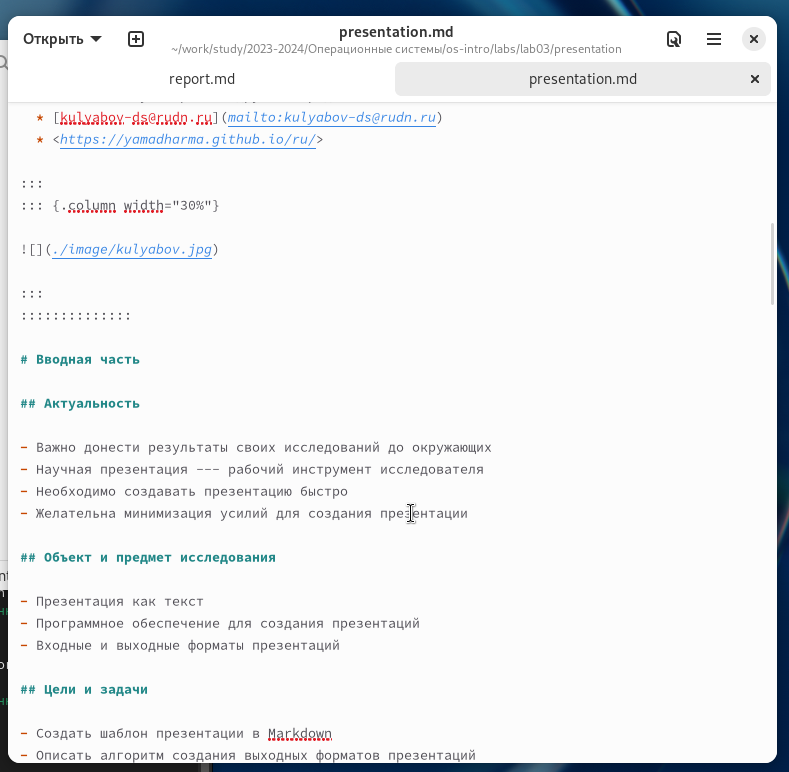 Открыть
presentation.md
~/work/study/2023-2024/Операционные системы/os-intro/labs/lab03/presentation
report.md
presentation.md
* [kulyabov-ds@rudn.ru](mailto:kulyabov-ds@rudn.ru)
* <https://yamadharma.github.io/ru/>
:::
::: {.column width="30%"}
![](./image/kulyabov.jpg)
:::
::::::::::::::
# Вводная часть
## Актуальность
- Важно донести результаты своих исследований до окружающих
- Научная презентация --- рабочий инструмент исследователя
- Необходимо создавать презентацию быстро
- Желательна минимизация усилий для создания презентации
## Объект и предмет исследования
- Презентация как текст
- Программное обеспечение для создания презентаций
- Входные и выходные форматы презентаций
## Цели и задачи
- Создать шаблон презентации в Markdown
- Описать алгоритм создания выходных форматов презентаций